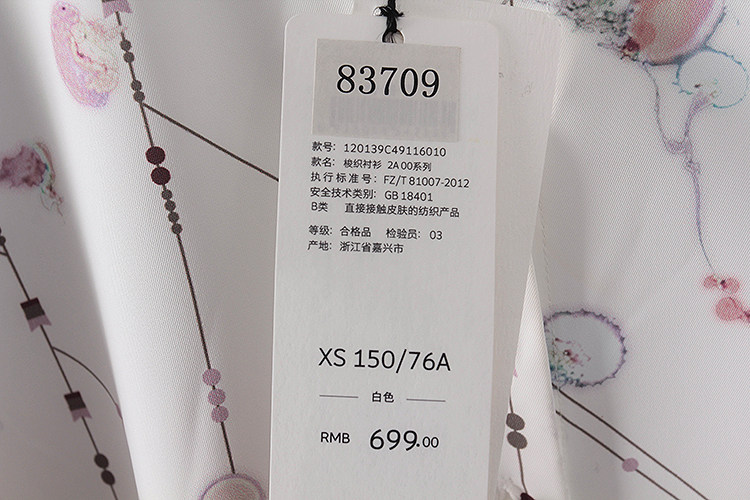 83709
款号：120139C49116010
款名：梭织衬衫 2A00系列
执行标准号：FZ/T 81007-2012
安全技术类别：GB 18401
B类 直接接触皮肤的纺织产品
等级：合格品 检验员：03
产地：浙江省嘉兴市
XS 150/76A
白色
RMB 699.00